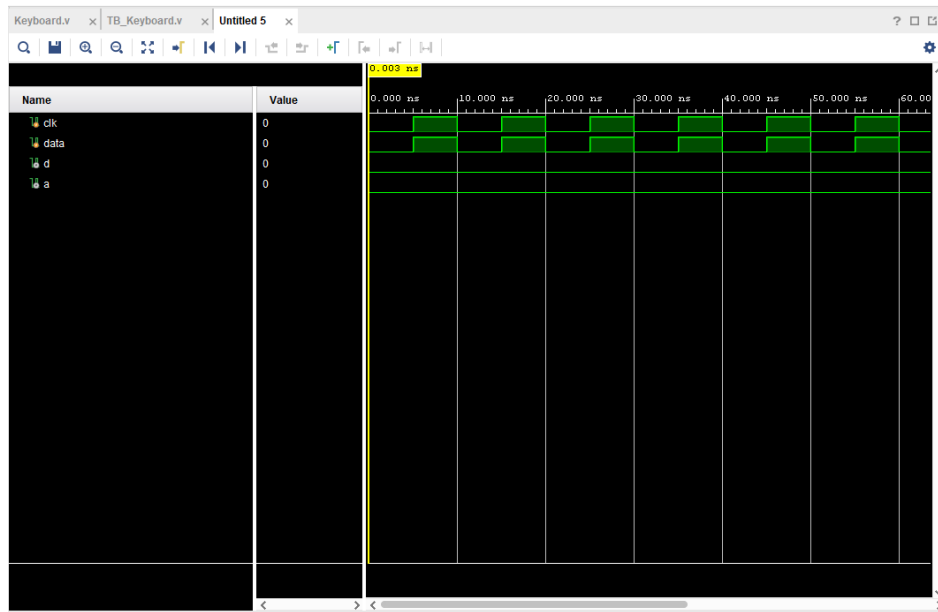 Keyboard.v × TB_Keyboard.v × Untitled 5 × ?
0.003 ns
Name Value 0.000 ns 10.000 ns 20.000 ns 30.000 ns 40.000 ns 50.000 ns 60.00
clk 0
data 0
d 0
a 0